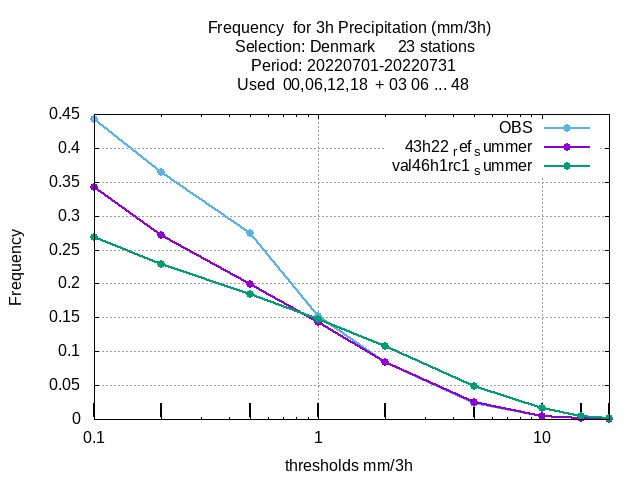 Frequency  for 3h Precipitation (mm/3h)
Selection: Denmark     23 stations
Period: 20220701-20220731
Used  00,06,12,18  + 03 06 ... 48
OBS
43h22 ref summer
val46h1rc1 summer
Frequency
0.45
0.4
0.35
0.3
0.25
0.2
0.15
0.1
0.05
0
0.1
1
10
thresholds mm/3h